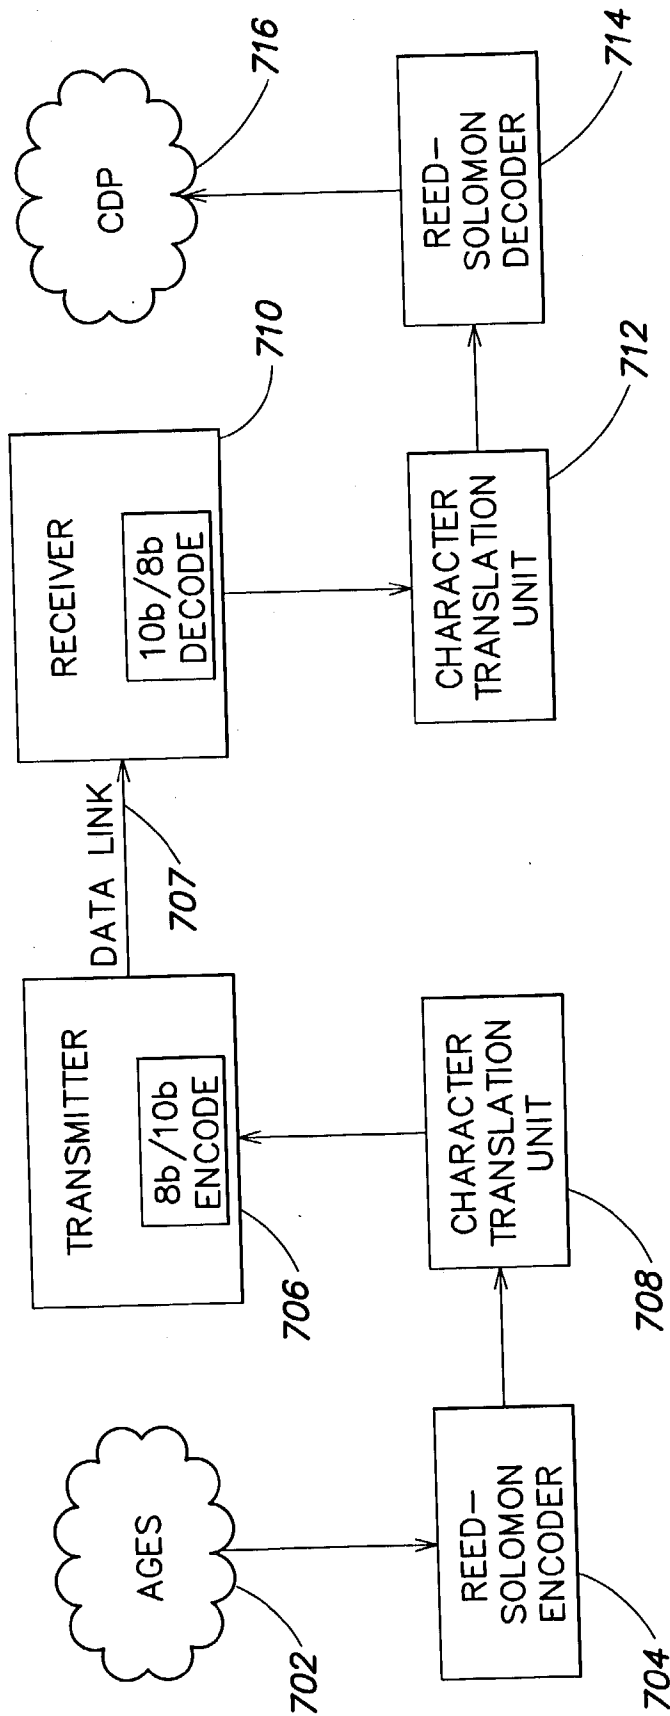 AGES
702
REED-
SOLOMON
ENCODER
704
TRANSMITTER
8b/10b
ENCODE
706
CHARACTER
TRANSLATION
UNIT
708
DATA LINK
707
RECEIVER
10b/8b
DECODE
710
CHARACTER
TRANSLATION
UNIT
712
CDP
716
REED-
SOLOMON
DECODER
714